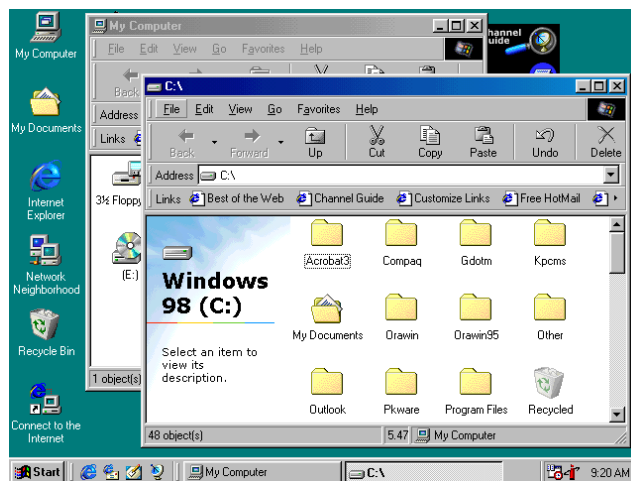 My Computer
My Documents
Internet
Explorer
Network
Neighborhood
Recycle Bin
Connect to the
Internet
My Computer
File Edit View Go Favorites Help
Back
Address
Links
3½ Floppy
(E:)
1 object(s)
hannel
uide
C:\
File Edit View Go Favorites Help
Back Forward Up Cut Copy Paste Undo Delete
Address C:\
Links Best of the Web Channel Guide Customize Links Free HotMail
Windows
98 (C:)
Select an item to
view its
description.
Acrobat3 Compaq Gdotm Kpcms
My Documents Orawin Orawin95 Other
Outlook Pkware Program Files Recycled
48 object(s) 5.47 My Computer
Start My Computer C:\ 9:20 AM